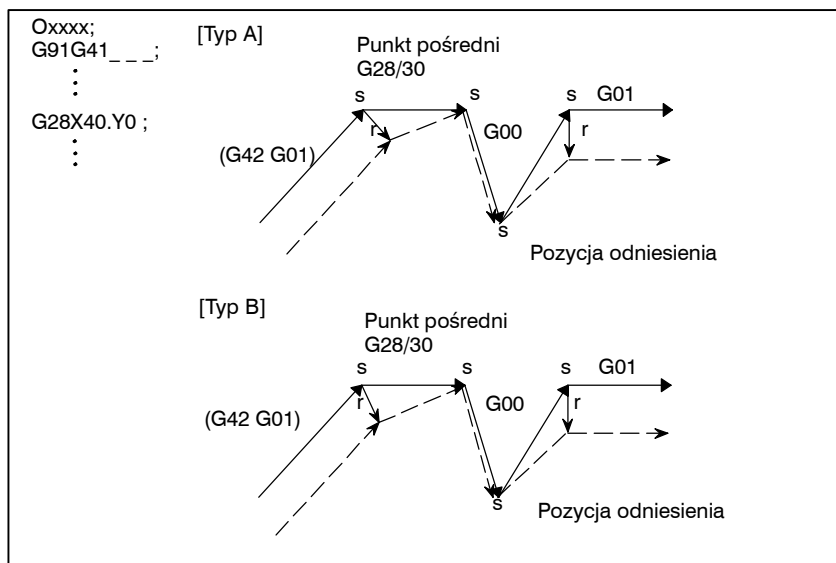 Oxxxx;
G91G41_ _ _;
G28X40.Y0 ;
[Typ A]
Punkt pośredni
G28/30
s
s
s
G01
r
G00
r
(G42 G01)
s
Pozycja odniesienia
[Typ B]
Punkt pośredni
G28/30
s
s
s
G01
r
G00
r
(G42 G01)
s
Pozycja odniesienia